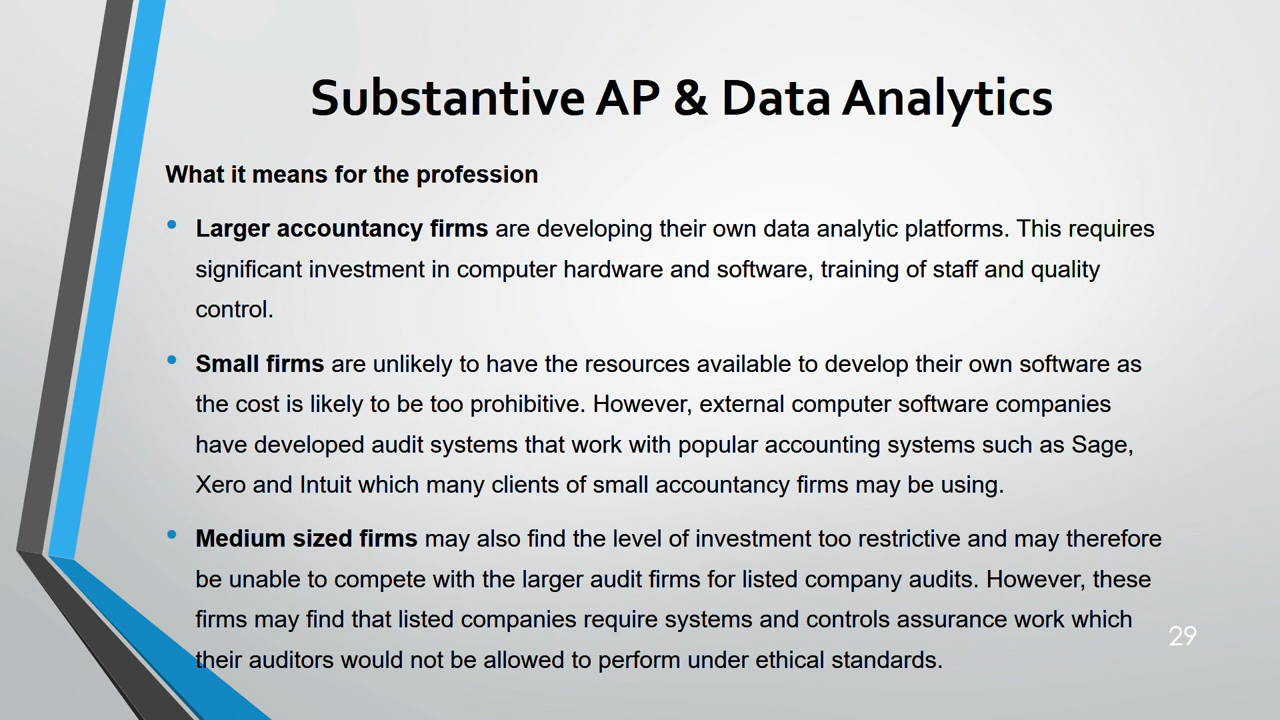 Substantive AP & Data Analytics
What it means for the profession
• Larger accountancy firms are developing their own data analytic platforms. This requires
significant investment in computer hardware and software, training of staff and quality
control.
• Small firms are unlikely to have the resources available to develop their own software as
the cost is likely to be too prohibitive. However, external computer software companies
have developed audit systems that work with popular accounting systems such as Sage,
Xero and Intuit which many clients of small accountancy firms may be using.
• Medium sized firms may also find the level of investment too restrictive and may therefore
be unable to compete with the larger audit firms for listed company audits. However, these
firms may find that listed companies require systems and controls assurance work which
their auditors would not be allowed to perform under ethical standards.
29